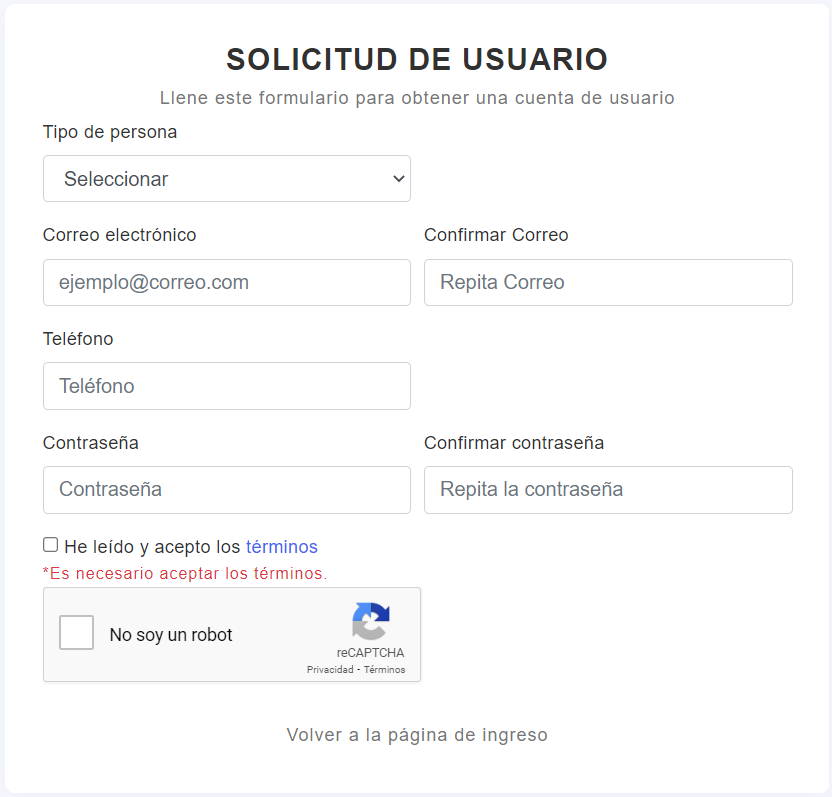 SOLICITUD DE USUARIO
Llene este formulario para obtener una cuenta de usuario
Tipo de persona
Seleccionar
Correo electrónico
Confirmar Correo
ejemplo@correo.com
Repita Correo
Teléfono
Teléfono
Contraseña
Confirmar contraseña
Contraseña
Repita la contraseña
He leído y acepto los términos
*Es necesario aceptar los términos.
No soy un robot
reCAPTCHA
Privacidad - Términos
Volver a la página de ingreso